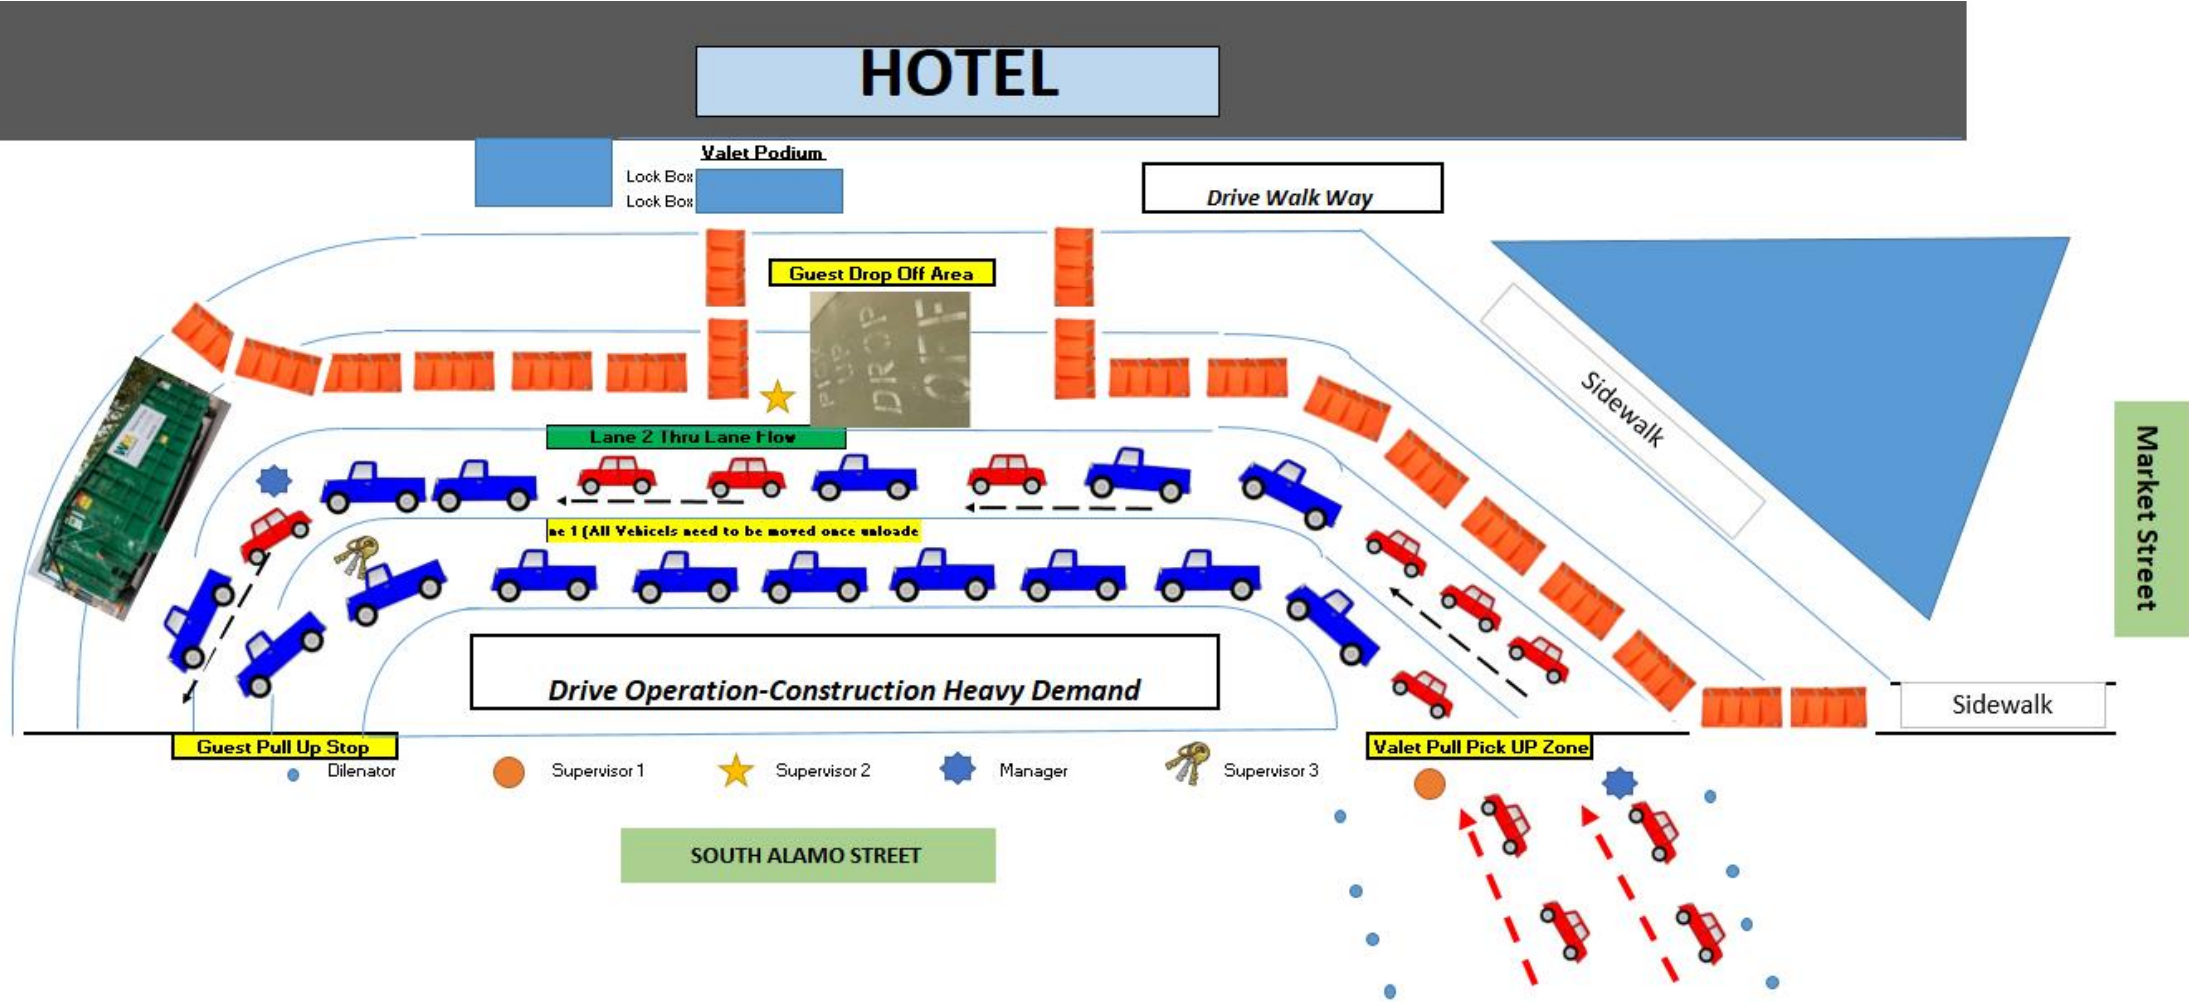 HOTEL
Valet Podium
Lock Box
Lock Box
Drive Walk Way
Guest Drop Off Area
PICK
UP
DROP
OFF
Sidewalk
Market Street
Lane 2 Thru Lane Flow
ne 1 (All Vehicels need to be moved once unloade
Drive Operation-Construction Heavy Demand
Sidewalk
Guest Pull Up Stop
Valet Pull Pick UP Zone
Dilenator
Supervisor 1
Supervisor 2
Manager
Supervisor 3
SOUTH ALAMO STREET